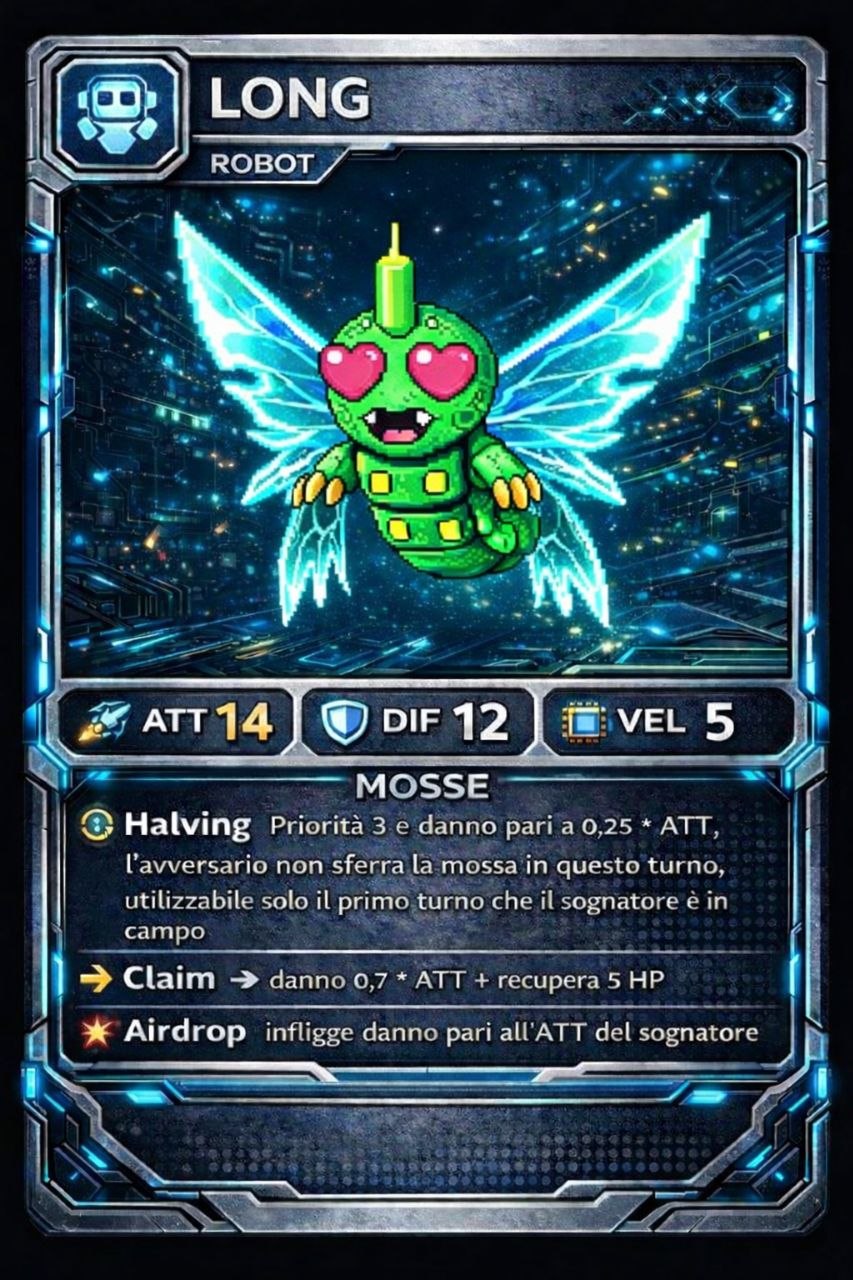 LONG
ROBOT
ATT 14 DIF 12 VEL 5
MOSSE
Halving Priorità 3 e danno pari a 0,25 * ATT,
l'avversario non sferra la mossa in questo turno,
utilizzabile solo il primo turno che il sognatore è in
campo
Claim → danno 0,7 * ATT + recupera 5 HP
Airdrop infligge danno pari all'ATT del sognatore